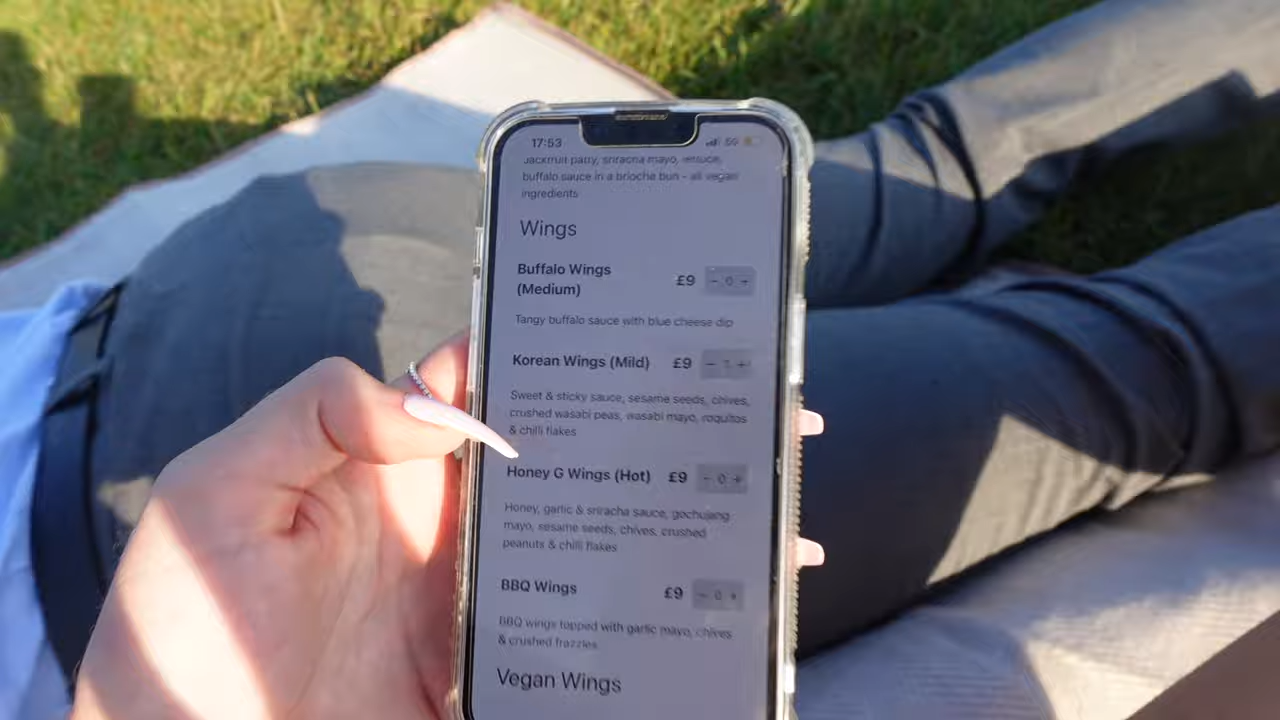 17:53 5G
Jackfruit patty, sriracha mayo, lettuce,
buffalo sauce in a brioche bun - all vegan
ingredients
Wings
Buffalo Wings
(Medium) £9 - 0 +
Tangy buffalo sauce with blue cheese dip
Korean Wings (Mild) £9 - 1 +
Sweet & sticky sauce, sesame seeds, chives,
crushed wasabi peas, wasabi mayo, roquitos
& chilli flakes
Honey G Wings (Hot) £9 - 0 +
Honey, garlic & sriracha sauce, gochujang
mayo, sesame seeds, chives, crushed
peanuts & chilli flakes
BBQ Wings £9 - 0 +
BBQ wings topped with garlic mayo, chives
& crushed frazzles
Vegan Wings